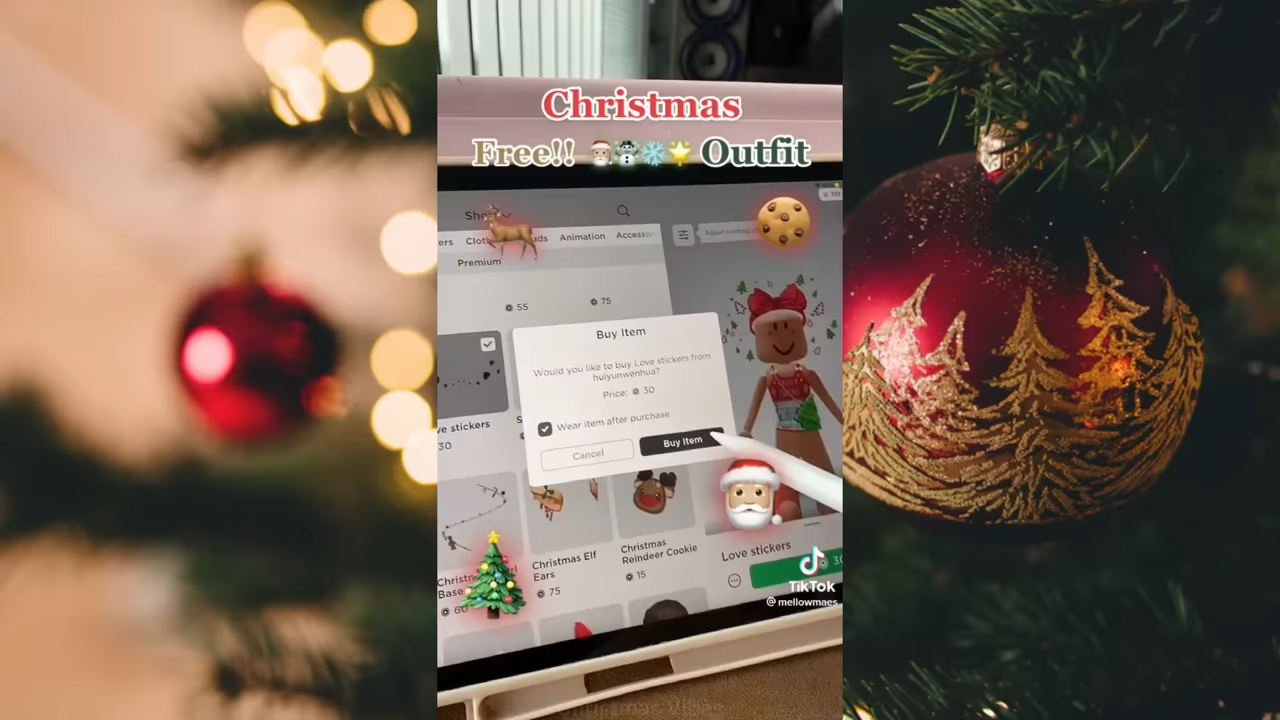 Christmas
Free!! Outfit
Animation
Premium
55
75
Buy Item
Would you like to buy Love stickers from
huiyunwenhua?
Price: 30
Wear item after purchase
Cancel
Buy Item
stickers
30
Christmas Elf
Ears
75
Christmas
Reindeer Cookie
15
Love stickers
TikTok
@mellowmaes